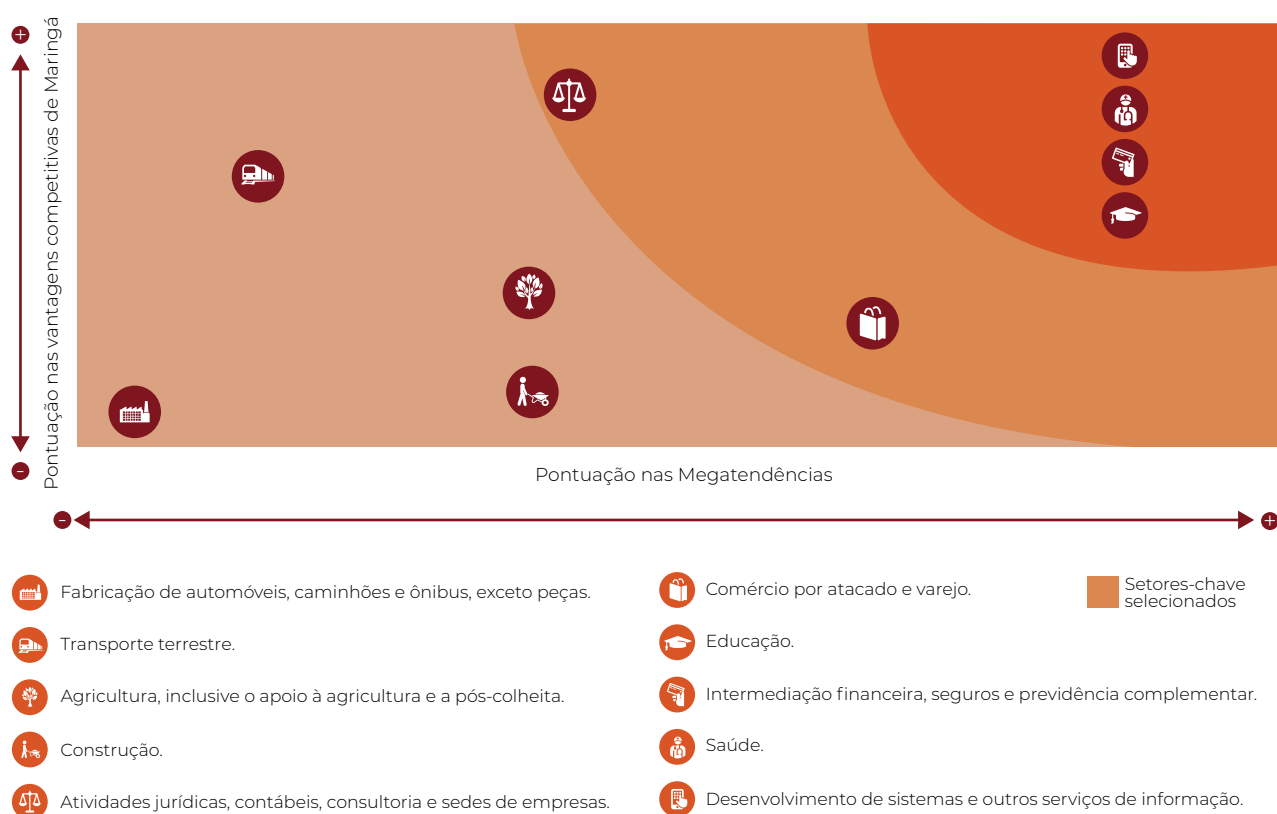 Pontuação nas vantagens competitivas de Maringá
+
-
Pontuação nas Megatendências
-
+
Fabricação de automóveis, caminhões e ônibus, exceto peças.
Transporte terrestre.
Agricultura, inclusive o apoio à agricultura e a pós-colheita.
Construção.
Atividades jurídicas, contábeis, consultoria e sedes de empresas.
Comércio por atacado e varejo.
Educação.
Intermediação financeira, seguros e previdência complementar.
Saúde.
Desenvolvimento de sistemas e outros serviços de informação.
Setores-chave
selecionados